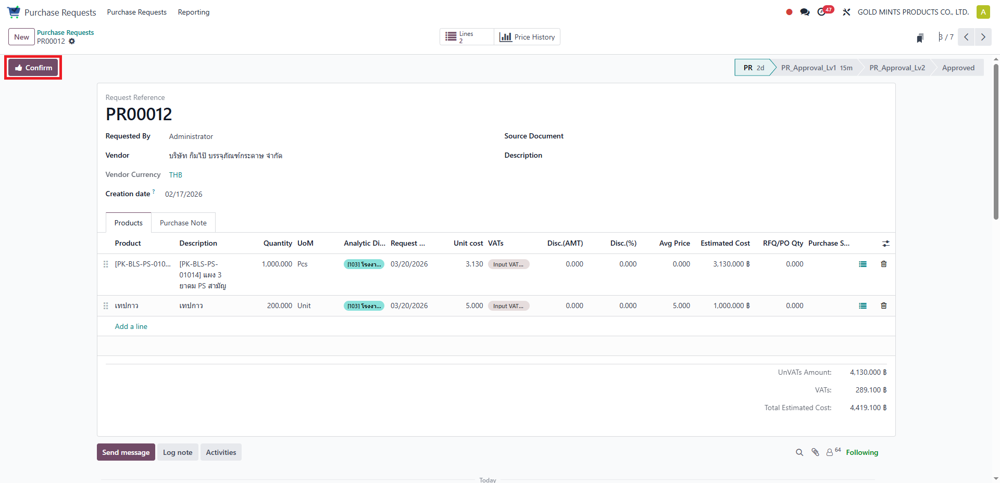 Purchase Requests Purchase Requests Reporting 47 GOLD MINTS PRODUCTS CO., LTD. A
New Purchase Requests Lines 2 Price History 3 / 7
PR00012
Confirm PR 2d PR_Approval_Lv1 15m PR_Approval_Lv2 Approved
Request Reference
PR00012
Requested By Administrator Source Document
Vendor บริษัท กิมไป๊ บรรจุภัณฑ์กระดาษ จำกัด Description
Vendor Currency THB
Creation date ? 02/17/2026
Products Purchase Note
Product Description Quantity UoM Analytic Di... Request ... Unit cost VATs Disc.(AMT) Disc.(%) Avg Price Estimated Cost RFQ/PO Qty Purchase S...
[PK-BLS-PS-010... [PK-BLS-PS- 1,000.000 Pcs [103] โรงงา... 03/20/2026 3.130 Input VAT... 0.000 0.000 0.000 3,130.000 ฿ 0.000
01014] แผง 3
ยาดม PS สามัญ
เทปกาว เทปกาว 200.000 Unit [103] โรงงา... 03/20/2026 5.000 Input VAT... 0.000 0.000 5.000 1,000.000 ฿ 0.000
Add a line
UnVATs Amount: 4,130.000 ฿
VATs: 289.100 ฿
Total Estimated Cost: 4,419.100 ฿
Send message Log note Activities 64 Following
Today